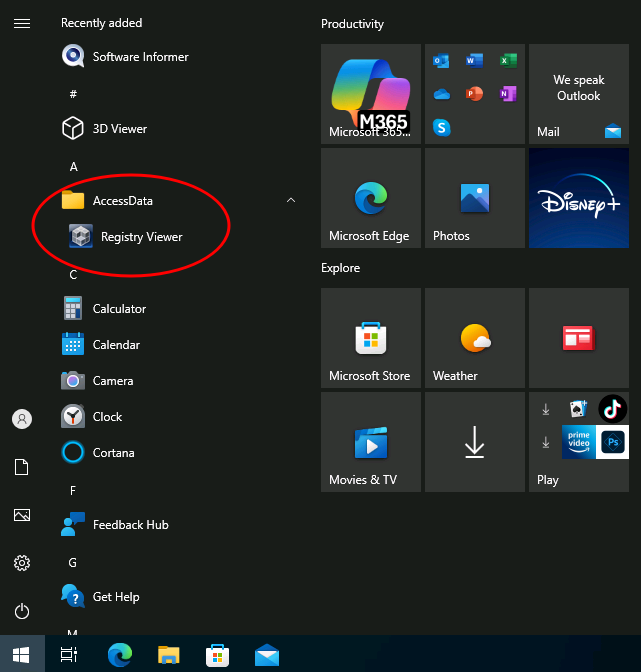 Recently added
Software Informer
#
3D Viewer
A
AccessData
Registry Viewer
C
Calculator
Calendar
Camera
Clock
Cortana
F
Feedback Hub
G
Get Help
M
Productivity
M365
Microsoft 365...
We speak
Outlook
Mail
Microsoft Edge
Photos
Disney+
Explore
Microsoft Store
Weather
Movies & TV
prime
video
Ps
Play